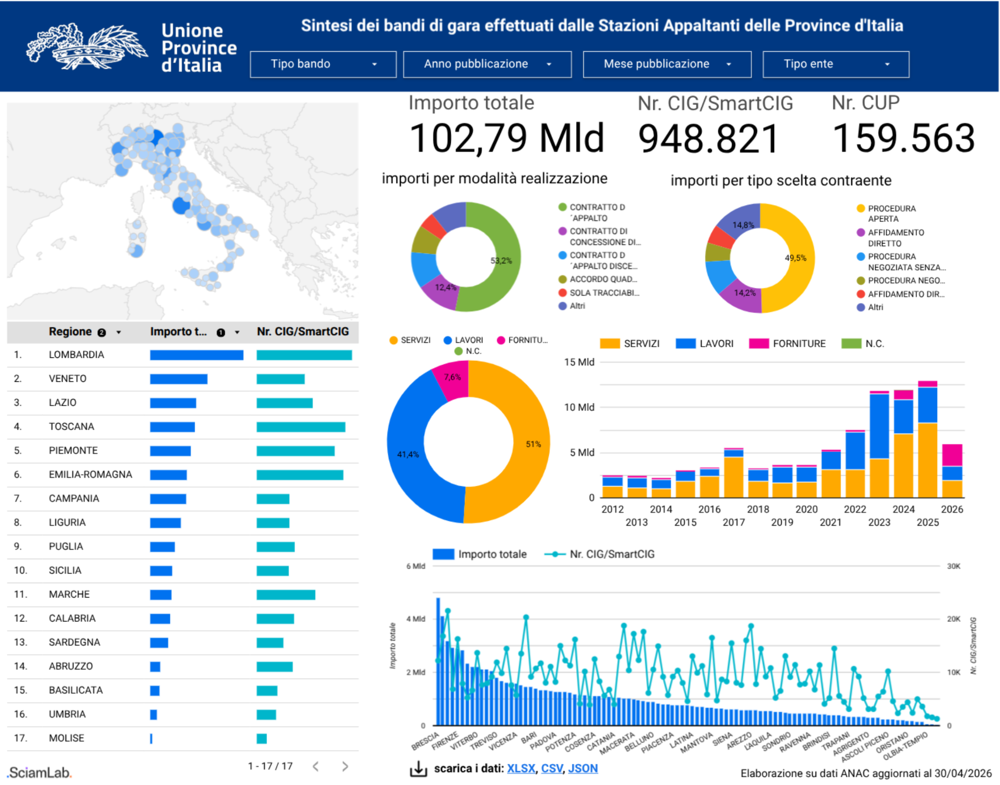 Unione
Province
d'Italia
Sintesi dei bandi di gara effettuati dalle Stazioni Appaltanti delle Province d'Italia
Tipo bando
Anno pubblicazione
Mese pubblicazione
Tipo ente
Importo totale
102,79 Mld
Nr. CIG/SmartCIG
948.821
Nr. CUP
159.563
importi per modalità realizzazione
53,2%
12,4%
CONTRATTO D
´APPALTO
CONTRATTO DI
CONCESSIONE DI...
CONTRATTO D
´APPALTO DISCE...
ACCORDO QUAD...
SOLA TRACCIABI...
Altri
importi per tipo scelta contraente
14,8%
49,5%
14,2%
PROCEDURA
APERTA
AFFIDAMENTO
DIRETTO
PROCEDURA
NEGOZIATA SENZA...
PROCEDURA NEGO...
AFFIDAMENTO DIR...
Altri
Regione 2 Importo t... 1 Nr. CIG/SmartCIG
1. LOMBARDIA
2. VENETO
3. LAZIO
4. TOSCANA
5. PIEMONTE
6. EMILIA-ROMAGNA
7. CAMPANIA
8. LIGURIA
9. PUGLIA
10. SICILIA
11. MARCHE
12. CALABRIA
13. SARDEGNA
14. ABRUZZO
15. BASILICATA
16. UMBRIA
17. MOLISE
1 - 17 / 17
.SciamLab.
SERVIZI LAVORI FORNITU...
N.C.
7,6%
51%
41,4%
SERVIZI LAVORI FORNITURE N.C.
15 Mld
10 Mld
5 Mld
0
2012 2014 2016 2018 2020 2022 2024 2026
2013 2015 2017 2019 2021 2023 2025
Importo totale Nr. CIG/SmartCIG
6 Mld
4 Mld
2 Mld
0
30K
20K
10K
0
Importo totale
Nr. CIG/SmartCIG
BRESCIA
FIRENZE
VITERBO
TREVISO
VICENZA
BARI
PADOVA
POTENZA
COSENZA
CATANIA
MACERATA
BELLUNO
PIACENZA
LATINA
MANTOVA
SIENA
AREZZO
L'AQUILA
SONDRIO
RAVENNA
BRINDISI
TRAPANI
AGRIGENTO
ASCOLI PICENO
ORISTANO
OLBIA-TEMPIO
scarica i dati: XLSX, CSV, JSON
Elaborazione su dati ANAC aggiornati al 30/04/2026